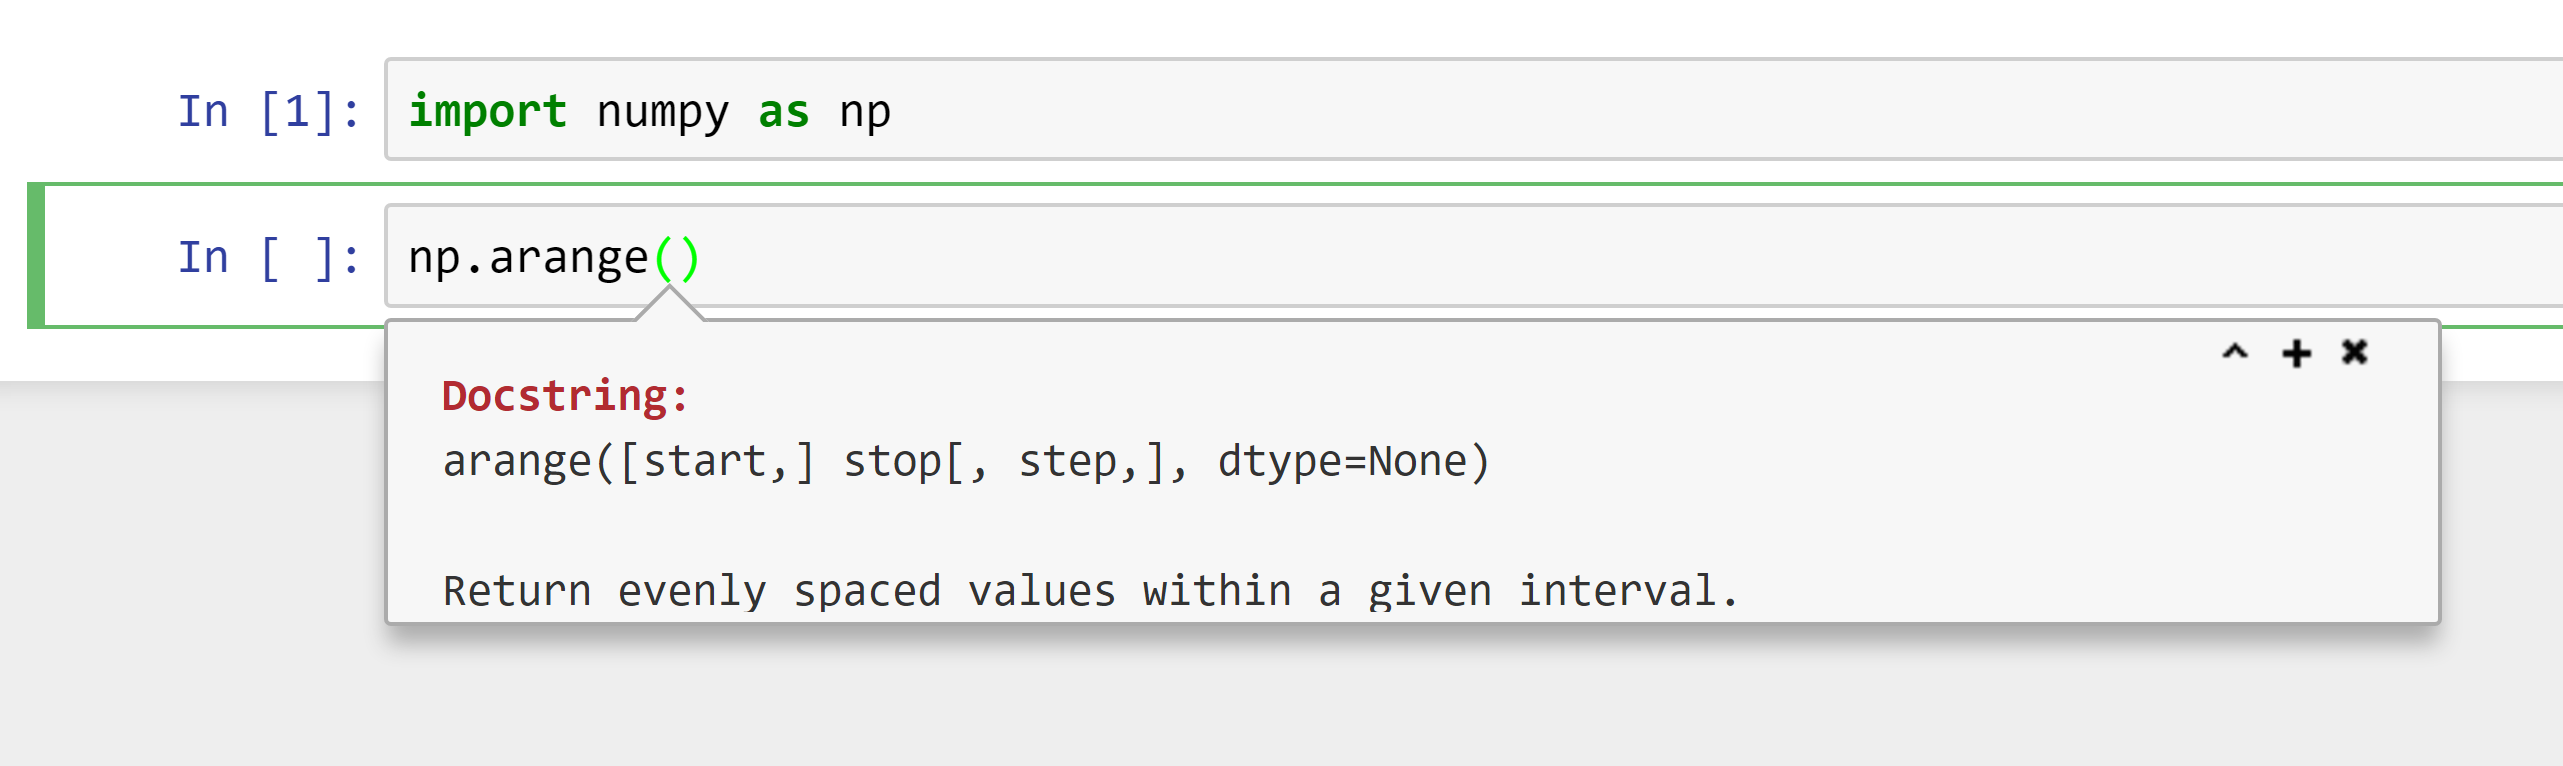 In [1]: import numpy as np
In [ ]: np.arange()
Docstring:
arange([start,] stop[, step,], dtype=None)
Return evenly spaced values within a given interval.